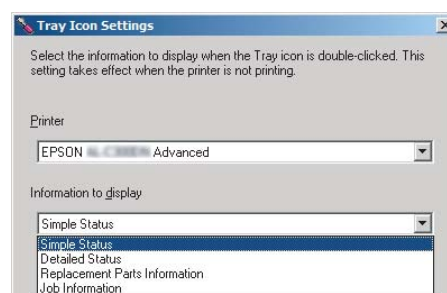 Tray Icon Settings
Select the information to display when the Tray icon is double-clicked. This
setting takes effect when the printer is not printing.
Printer
EPSON Advanced
Information to display
Simple Status
Simple Status
Detailed Status
Replacement Parts Information
Job Information